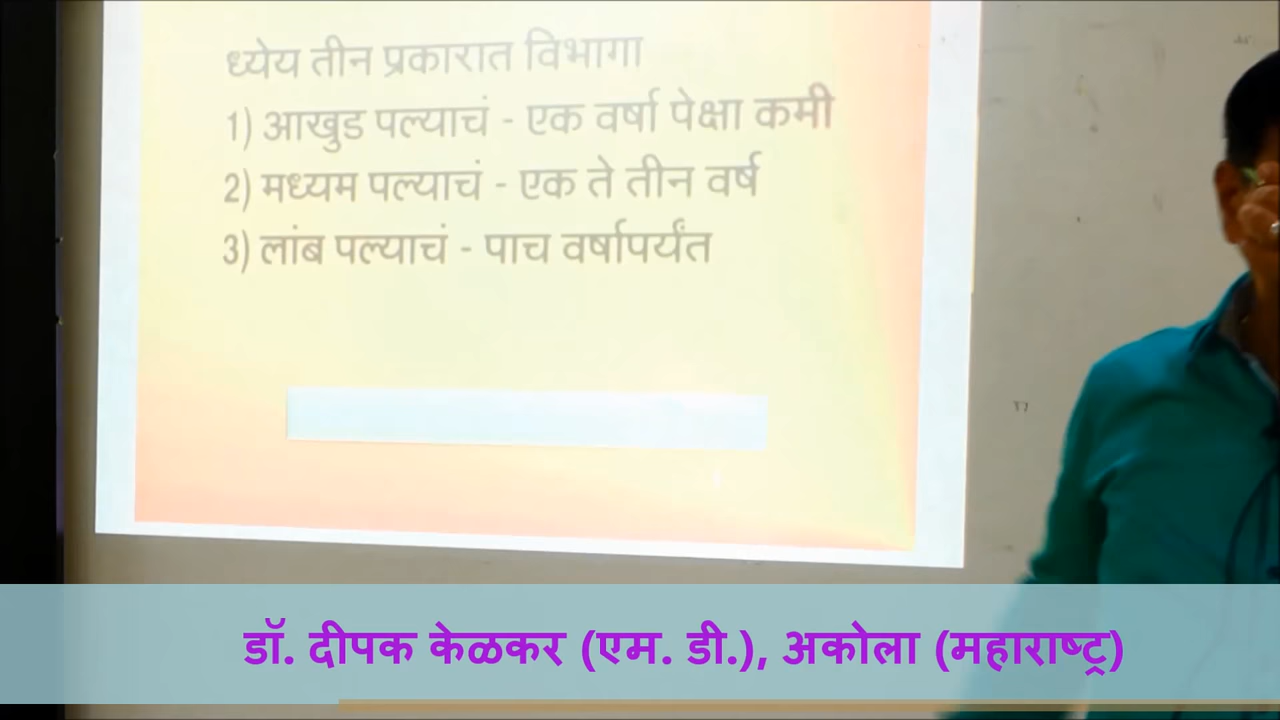 ध्येय तीन प्रकारात विभागा
1) आखुड पल्याचं - एक वर्षा पेक्षा कमी
2) मध्यम पल्याचं - एक ते तीन वर्ष
3) लांब पल्याचं - पाच वर्षापर्यंत
डॉ. दीपक केळकर (एम. डी.), अकोला (महाराष्ट्र)